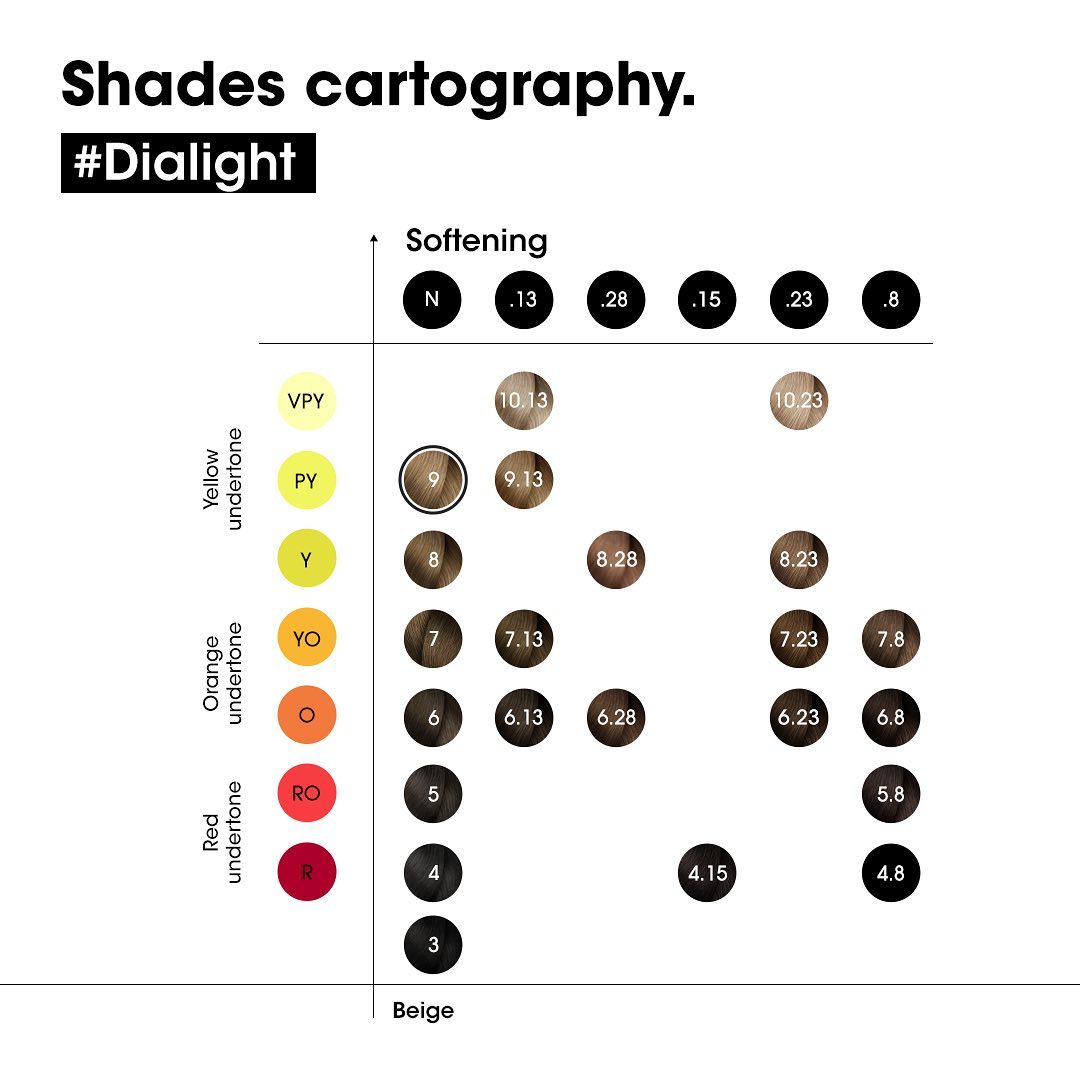 Shades cartography.
#Dialight
Softening
N .13 .28 .15 .23 .8
VPY 10.13 10.23
Yellow
undertone
PY 9 9.13
Y 8 8.28 8.23
Orange
undertone
YO 7 7.13 7.23 7.8
O 6 6.13 6.28 6.23 6.8
Red
undertone
RO 5 5.8
R 4 4.15 4.8
3
Beige